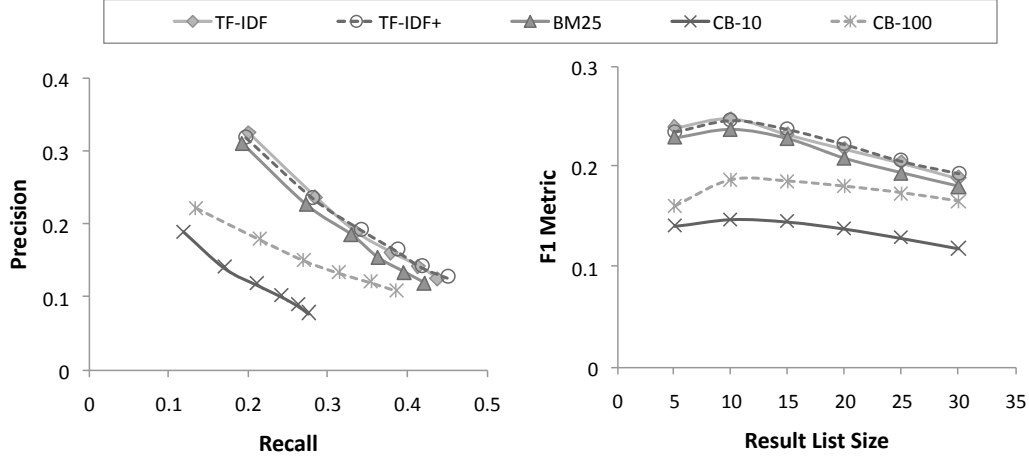 TF-IDF TF-IDF+ BM25 CB-10 CB-100
0.4
0.3
0.2
0.1
0
0 0.1 0.2 0.3 0.4 0.5
Precision
Recall
0.3
0.2
0.1
0
0 5 10 15 20 25 30 35
F1 Metric
Result List Size